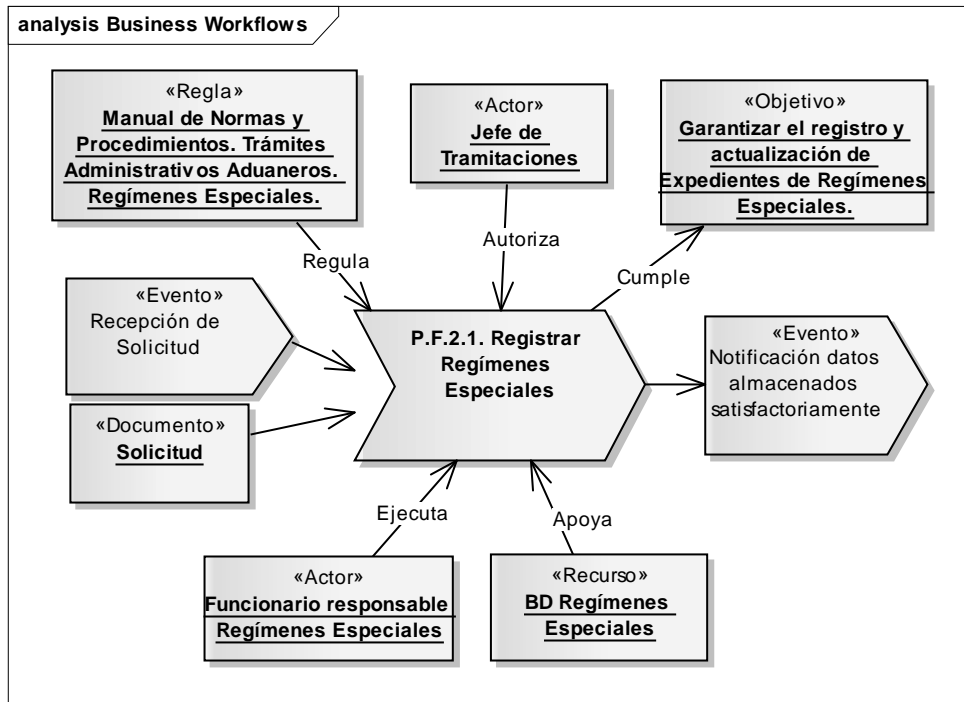 analysis Business Workflows
«Regla»
Manual de Normas y
Procedimientos. Trámites
Administrativos Aduaneros.
Regímenes Especiales.
«Actor»
Jefe de
Tramitaciones
«Objetivo»
Garantizar el registro y
actualización de
Expedientes de Regímenes
Especiales.
Regula
Autoriza
Cumple
«Evento»
Recepción de
Solicitud
P.F.2.1. Registrar
Regímenes
Especiales
«Evento»
Notificación datos
almacenados
satisfactoriamente
«Documento»
Solicitud
Ejecuta
Apoya
«Actor»
Funcionario responsable
Regímenes Especiales
«Recurso»
BD Regímenes
Especiales